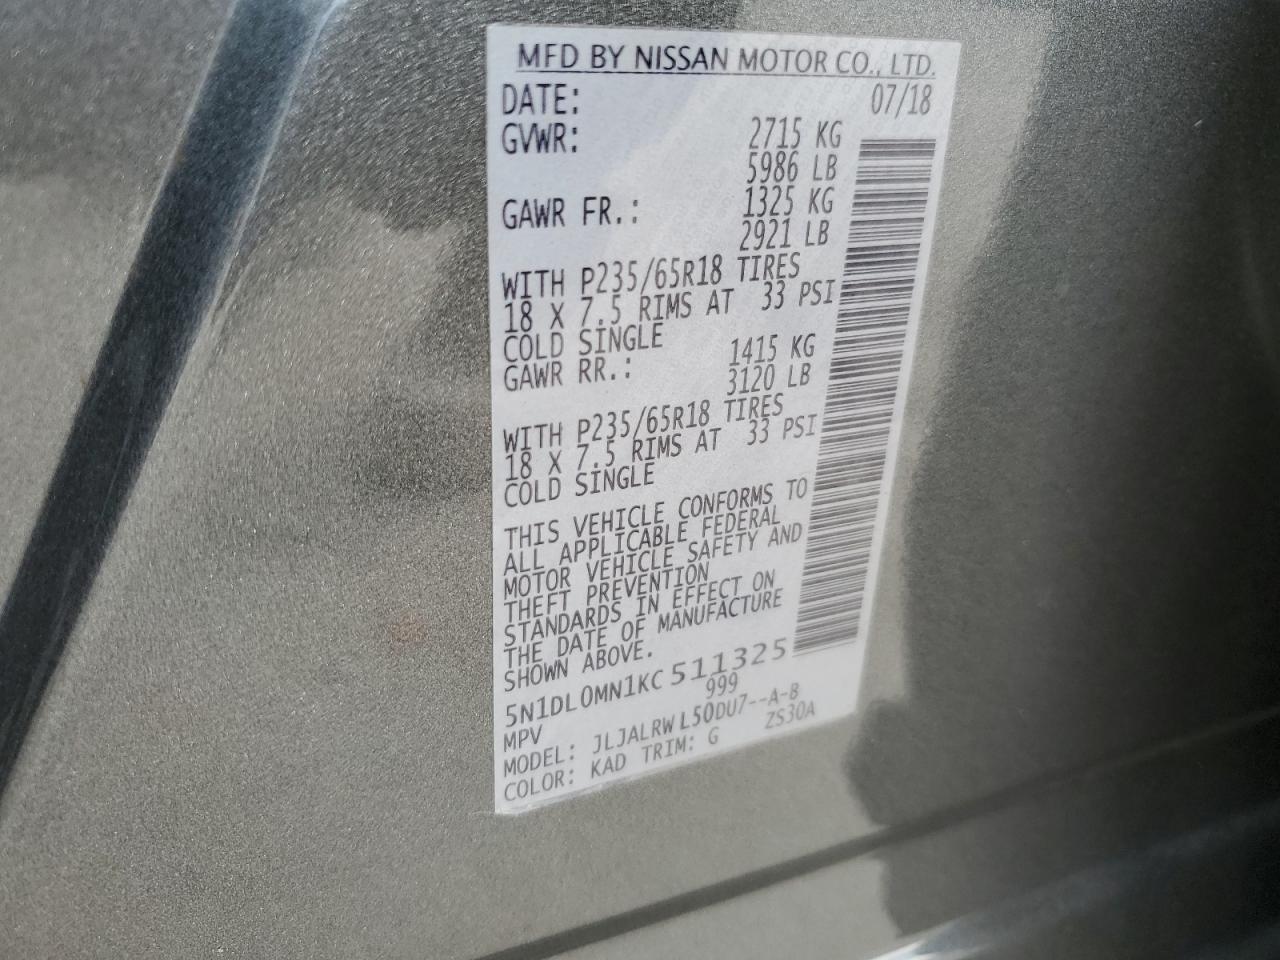 MFD BY NISSAN MOTOR CO., LTD.
DATE: 07/18
GVWR: 2715 KG
5986 LB
GAWR FR.: 1325 KG
2921 LB
WITH P235/65R18 TIRES
18 X 7.5 RIMS AT 33 PSI
COLD SINGLE
GAWR RR.: 1415 KG
3120 LB
WITH P235/65R18 TIRES
18 X 7.5 RIMS AT 33 PSI
COLD SINGLE
THIS VEHICLE CONFORMS TO
ALL APPLICABLE FEDERAL
MOTOR VEHICLE SAFETY AND
THEFT PREVENTION
STANDARDS IN EFFECT ON
THE DATE OF MANUFACTURE
SHOWN ABOVE.
5N1DL0MN1KC511325
MPV 999
MODEL: JLJALRWL50DU7--A-B
COLOR: KAD TRIM: G ZS30A